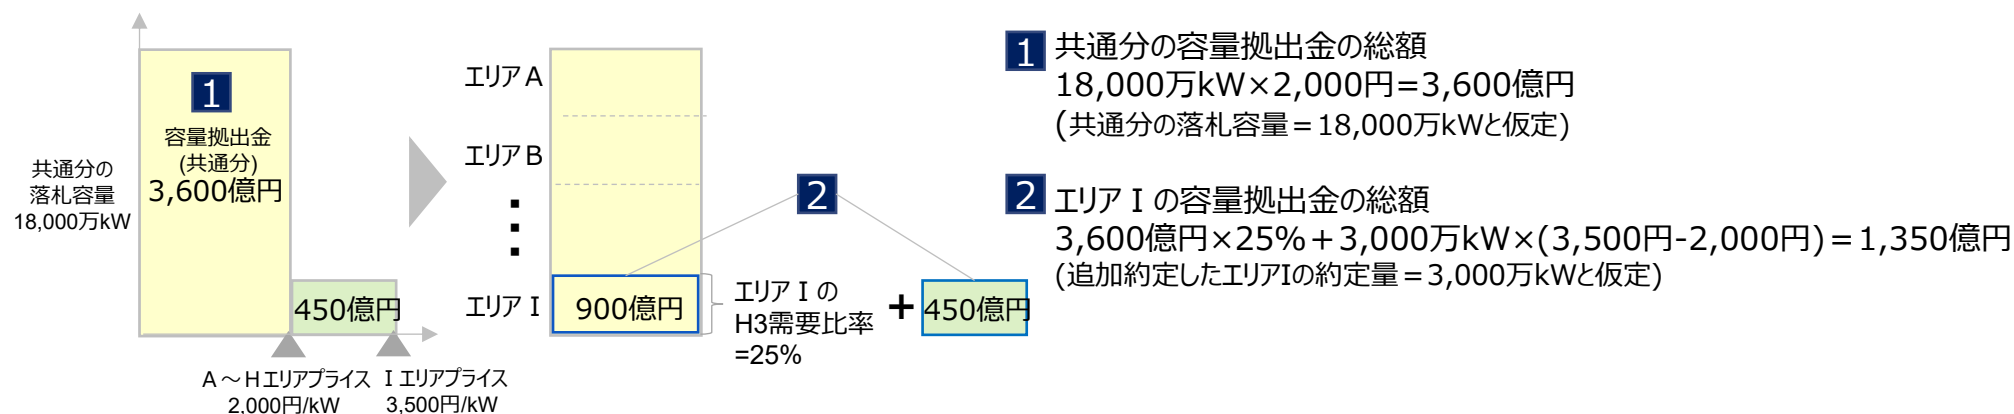 1
容量拠出金
(共通分)
3,600億円
共通分の
落札容量
18,000万kW
450億円
A～Hエリアプライス
2,000円/kW
Ⅰエリアプライス
3,500円/kW
エリアA
エリアB
エリアⅠ
900億円
エリアⅠの
H3需要比率
=25%
2
+
450億円
1 共通分の容量拠出金の総額
18,000万kW×2,000円＝3,600億円
(共通分の落札容量＝18,000万kWと仮定)
2 エリアⅠの容量拠出金の総額
3,600億円×25%＋3,000万kW×(3,500円-2,000円)＝1,350億円
(追加約定したエリアIの約定量＝3,000万kWと仮定)